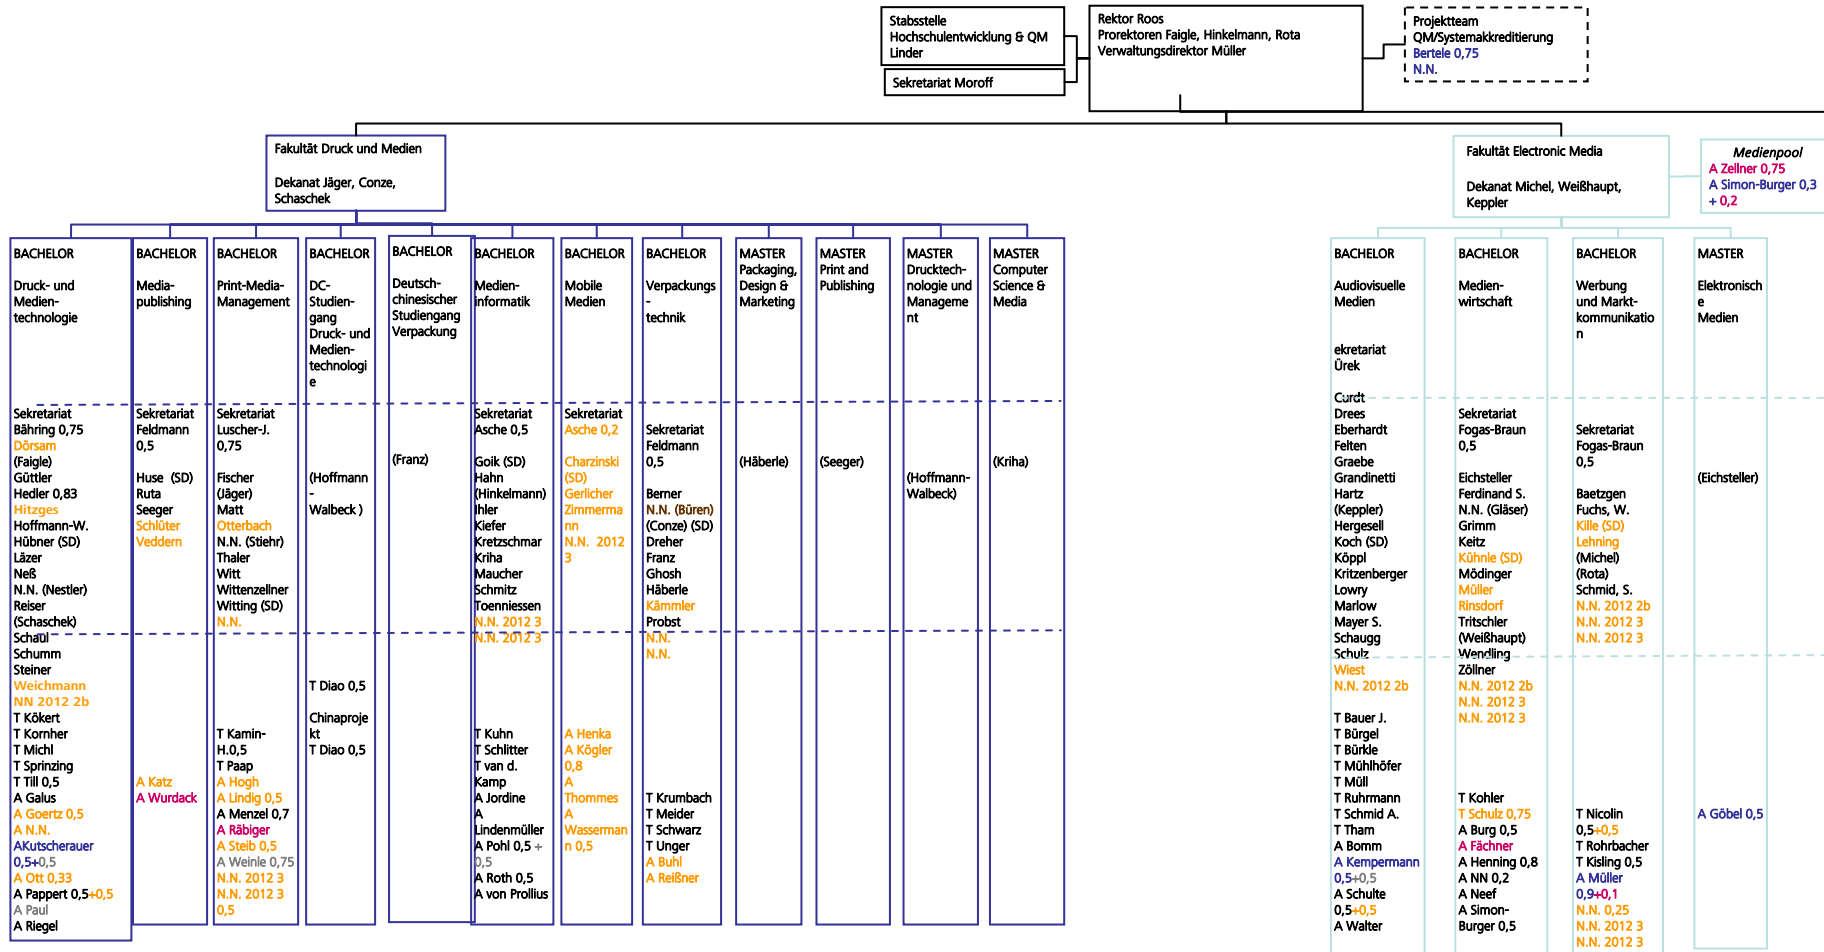 Stabsstelle
Hochschulentwicklung & QM
Linder
Sekretariat Moroff
Rektor Roos
Prorektoren Faigle, Hinkelmann, Rota
Verwaltungsdirektor Müller
Projektteam
QM/Systemakkreditierung
Bertele 0,75
N.N.
Fakultät Druck und Medien
Dekanat Jäger, Conze,
Schaschek
Fakultät Electronic Media
Dekanat Michel, Weißhaupt,
Keppler
Medienpool
A Zellner 0,75
A Simon-Burger 0,3
+ 0,2
BACHELOR
Druck- und
Medien-
technologie
Sekretariat
Bähring 0,75
Dörsam
(Faigle)
Güttler
Hedler 0,83
Hitzges
Hoffmann-W.
Hübner (SD)
Läzer
Neß
N.N. (Nestler)
Reiser
(Schaschek)
Schaul
Schumm
Steiner
Weichmann
NN 2012 2b
T Kökert
T Kornher
T Michl
T Sprinzing
T Till 0,5
A Galus
A Goertz 0,5
A N.N.
AKutscherauer
0,5+0,5
A Ott 0,33
A Pappert 0,5+0,5
A Paul
A Riegel
BACHELOR
Media-
publishing
Sekretariat
Feldmann
0,5
Huse (SD)
Ruta
Seeger
Schlüter
Veddern
A Katz
A Wurdack
BACHELOR
Print-Media-
Management
Sekretariat
Luscher-J.
0,75
Fischer
(Jäger)
Matt
Otterbach
N.N. (Stiehr)
Thaler
Witt
Wittenzellner
Witting (SD)
N.N.
T Kamin-
H.0,5
T Paap
A Hogh
A Lindig 0,5
A Menzel 0,7
A Räbiger
A Steib 0,5
A Weinle 0,75
N.N. 2012 3
N.N. 2012 3
0,5
BACHELOR
DC-
Studien-
gang
Druck- und
Medien-
technologi
e
(Hoffmann
-
Walbeck )
T Diao 0,5
Chinaproje
kt
T Diao 0,5
BACHELOR
Deutsch-
chinesischer
Studiengang
Verpackung
(Franz)
BACHELOR
Medien-
informatik
Sekretariat
Asche 0,5
Goik (SD)
Hahn
(Hinkelmann)
Ihler
Kiefer
Kretzschmar
Kriha
Maucher
Schmitz
Toenniessen
N.N. 2012 3
N.N. 2012 3
T Kuhn
T Schlitter
T van d.
Kamp
A Jordine
A
Lindenmüller
A Pohl 0,5 +
0,5
A Roth 0,5
A von Prollius
BACHELOR
Mobile
Medien
Sekretariat
Asche 0,2
Charzinski
(SD)
Gerlicher
Zimmerma
nn
N.N. 2012
3
A Henka
A Kögler
0,8
A
Thommes
A
Wasserman
n 0,5
BACHELOR
Verpackungs
-
technik
Sekretariat
Feldmann
0,5
Berner
N.N. (Büren)
(Conze) (SD)
Dreher
Franz
Ghosh
Häberle
Kämmler
Probst
N.N.
N.N.
T Krumbach
T Meider
T Schwarz
T Unger
A Buhl
A Reißner
MASTER
Packaging,
Design &
Marketing
(Häberle)
MASTER
Print and
Publishing
(Seeger)
MASTER
Drucktech-
nologie und
Manageme
nt
(Hoffmann-
Walbeck)
MASTER
Computer
Science &
Media
(Kriha)
BACHELOR
Audiovisuelle
Medien
ekretariat
Ürek
Curdt
Drees
Eberhardt
Felten
Graebe
Grandinetti
Hartz
(Keppler)
Hergesell
Koch (SD)
Köppl
Kritzenberger
Lowry
Marlow
Mayer S.
Schaugg
Schulz
Wiest
N.N. 2012 2b
T Bauer J.
T Bürgel
T Bürkle
T Mühlhöfer
T Müll
T Ruhrmann
T Schmid A.
T Tham
A Bomm
A Kempermann
0,5+0,5
A Schulte
0,5+0,5
A Walter
BACHELOR
Medien-
wirtschaft
Sekretariat
Fogas-Braun
0,5
Eichsteller
Ferdinand S.
N.N. (Gläser)
Grimm
Keitz
Kühnle (SD)
Mödinger
Müller
Rinsdorf
Tritschler
(Weißhaupt)
Wendling
Zöllner
N.N. 2012 2b
N.N. 2012 3
N.N. 2012 3
T Kohler
T Schulz 0,75
A Burg 0,5
A Fächner
A Henning 0,8
A NN 0,2
A Neef
A Simon-
Burger 0,5
BACHELOR
Werbung
und Markt-
kommunikatio
n
Sekretariat
Fogas-Braun
0,5
Baetzgen
Fuchs, W.
Kille (SD)
Lehning
(Michel)
(Rota)
Schmid, S.
N.N. 2012 2b
N.N. 2012 3
N.N. 2012 3
T Nicolin
0,5+0,5
T Rohrbacher
T Kisling 0,5
A Müller
0,9+0,1
N.N. 0,25
N.N. 2012 3
N.N. 2012 3
MASTER
Elektronisch
e
Medien
(Eichsteller)
A Göbel 0,5